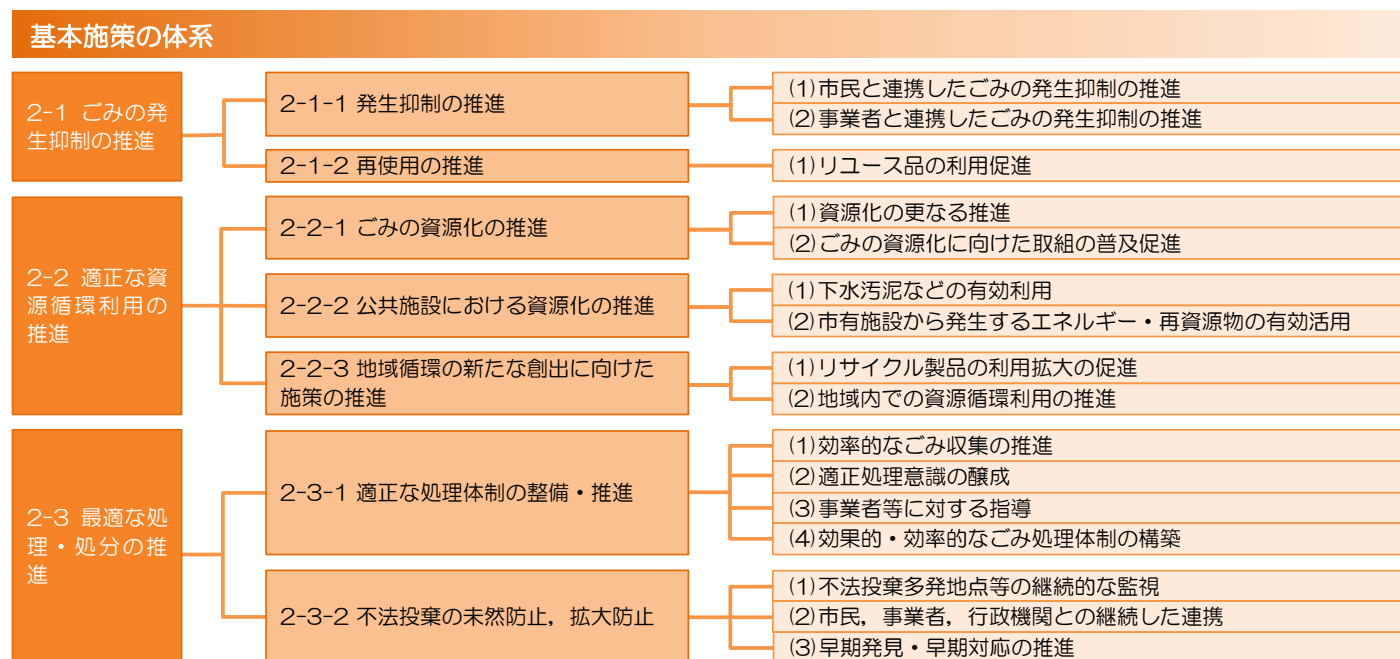 基本施策の体系
2-1 ごみの発
生抑制の推進
2-1-1 発生抑制の推進
(1)市民と連携したごみの発生抑制の推進
(2)事業者と連携したごみの発生抑制の推進
2-1-2 再使用の推進
(1)リユース品の利用促進
2-2 適正な資
源循環利用の
推進
2-2-1 ごみの資源化の推進
(1)資源化の更なる推進
(2)ごみの資源化に向けた取組の普及促進
2-2-2 公共施設における資源化の推進
(1)下水汚泥などの有効利用
(2)市有施設から発生するエネルギー・再資源物の有効活用
2-2-3 地域循環の新たな創出に向けた
施策の推進
(1)リサイクル製品の利用拡大の促進
(2)地域内での資源循環利用の推進
2-3 最適な処
理・処分の推
進
2-3-1 適正な処理体制の整備・推進
(1)効率的なごみ収集の推進
(2)適正処理意識の醸成
(3)事業者等に対する指導
(4)効果的・効率的なごみ処理体制の構築
2-3-2 不法投棄の未然防止，拡大防止
(1)不法投棄多発地点等の継続的な監視
(2)市民，事業者，行政機関との継続した連携
(3)早期発見・早期対応の推進